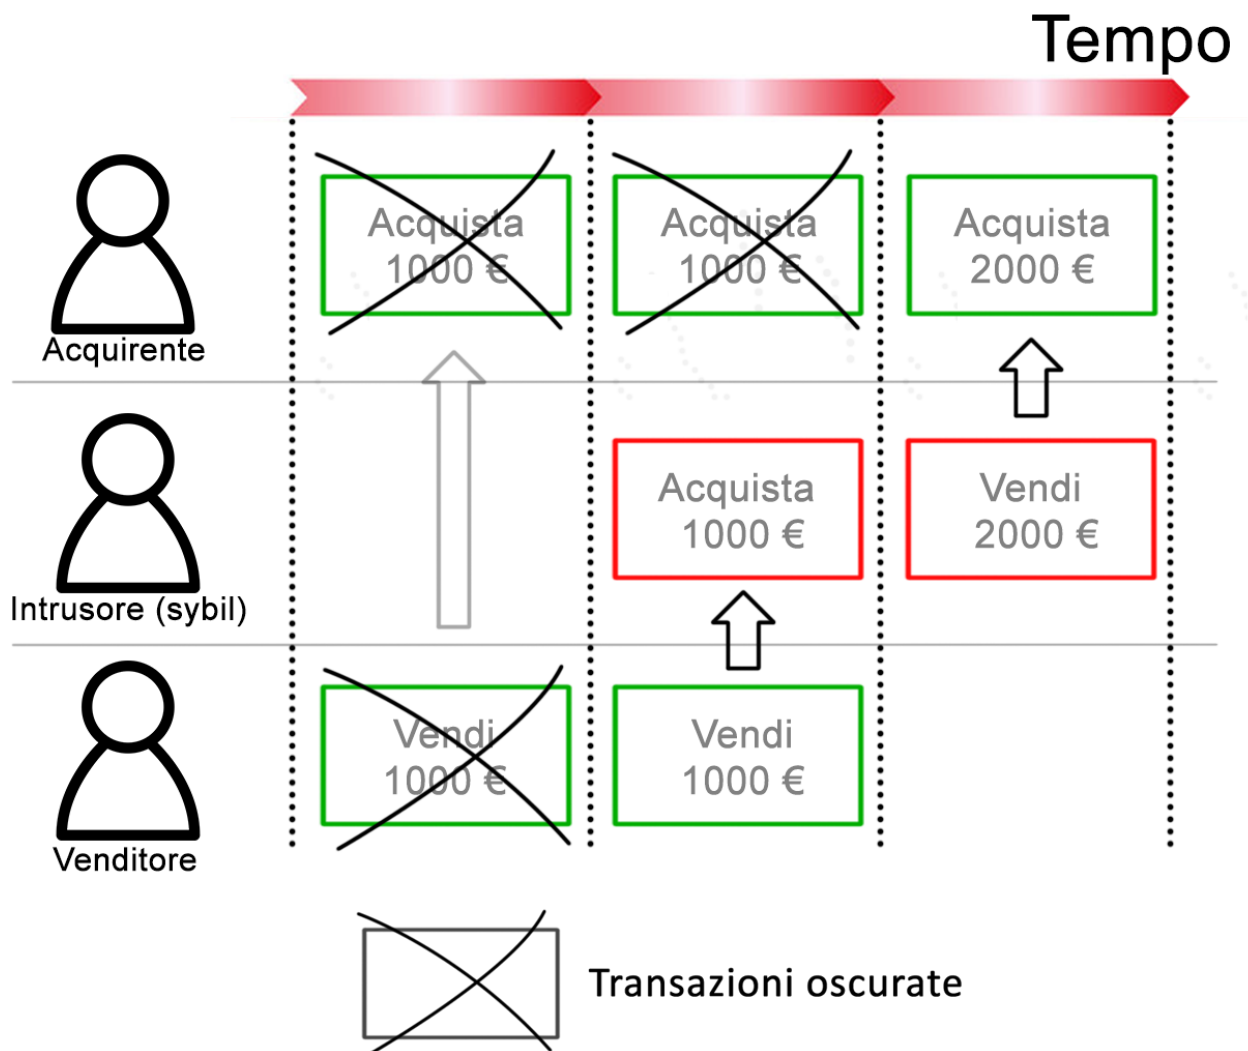 Tempo
Acquista
1000 €
Acquista
1000 €
Acquista
2000 €
Acquirente
Acquista
1000 €
Vendi
2000 €
Intrusore (sybil)
Vendi
1000 €
Vendi
1000 €
Venditore
Transazioni oscurate